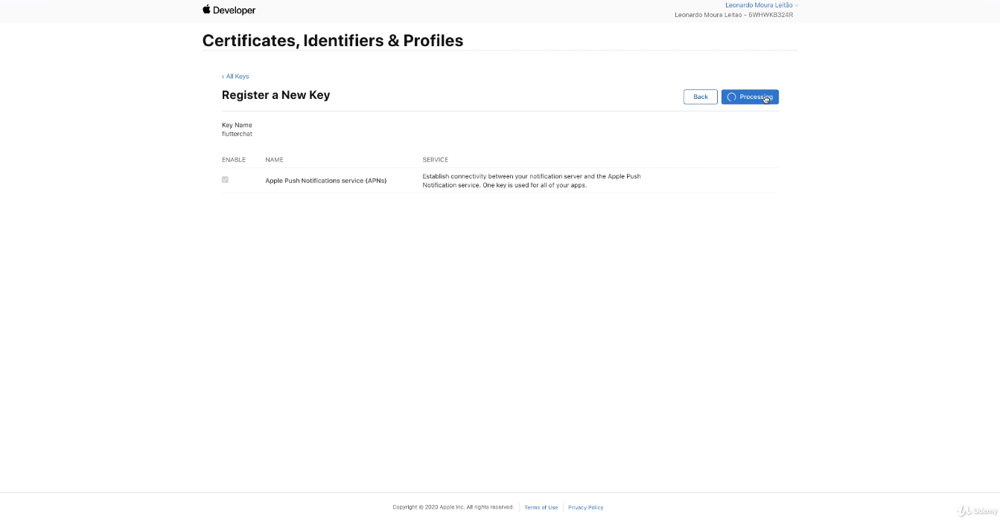 Developer
Leonardo Moura Leitão
Leonardo Moura Leitao - 6WHWKB324R
Certificates, Identifiers & Profiles
‹ All Keys
Register a New Key
Back
Processing
Key Name
flutterchat
ENABLE NAME SERVICE
Apple Push Notifications service (APNs)
Establish connectivity between your notification server and the Apple Push
Notification service. One key is used for all of your apps.
Copyright © 2020 Apple Inc. All rights reserved. Terms of Use Privacy Policy
Udemy